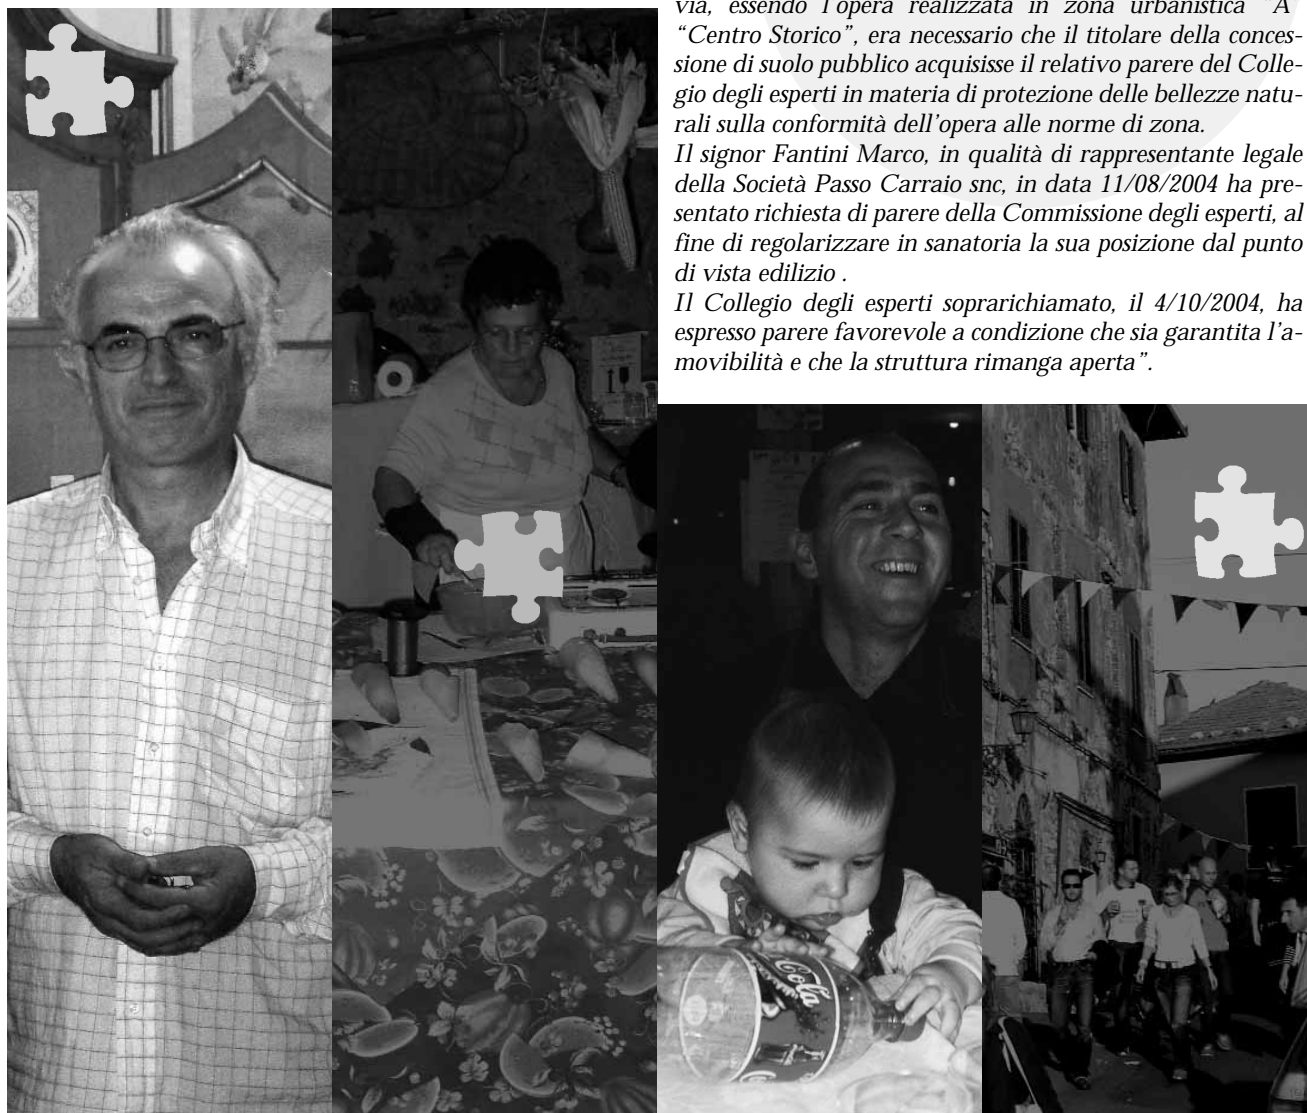 via, essendo l'opera realizzata in zona urbanistica "A"
"Centro Storico", era necessario che il titolare della conces-
sione di suolo pubblico acquisisse il relativo parere del Colle-
gio degli esperti in materia di protezione delle bellezze natu-
rali sulla conformità dell'opera alle norme di zona.
Il signor Fantini Marco, in qualità di rappresentante legale
della Società Passo Carraio snc, in data 11/08/2004 ha pre-
sentato richiesta di parere della Commissione degli esperti, al
fine di regolarizzare in sanatoria la sua posizione dal punto
di vista edilizio .
Il Collegio degli esperti soprarichiamato, il 4/10/2004, ha
espresso parere favorevole a condizione che sia garantita l'a-
movibilità e che la struttura rimanga aperta".
Cola